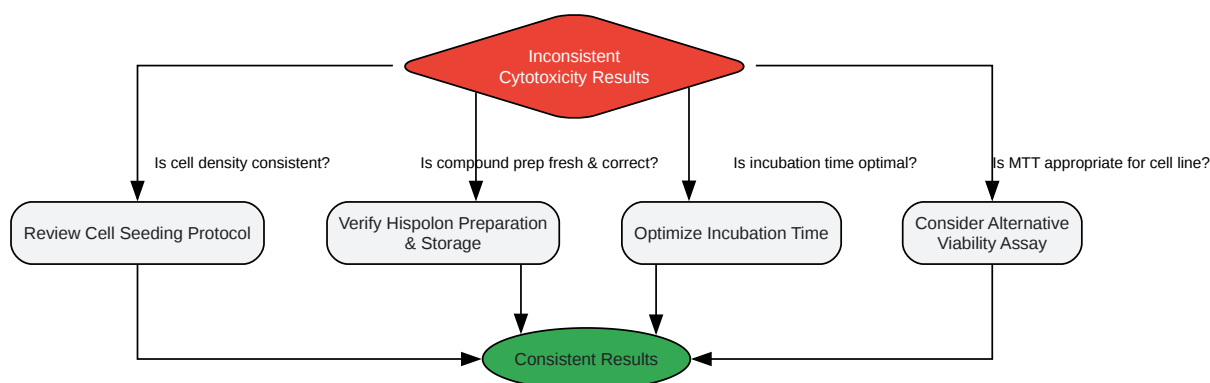 Inconsistent
Cytotoxicity Results
Is cell density consistent?
Is compound prep fresh & correct?
Is incubation time optimal?
Is MTT appropriate for cell line?
Review Cell Seeding Protocol
Verify Hispolon Preparation
& Storage
Optimize Incubation Time
Consider Alternative
Viability Assay
Consistent Results